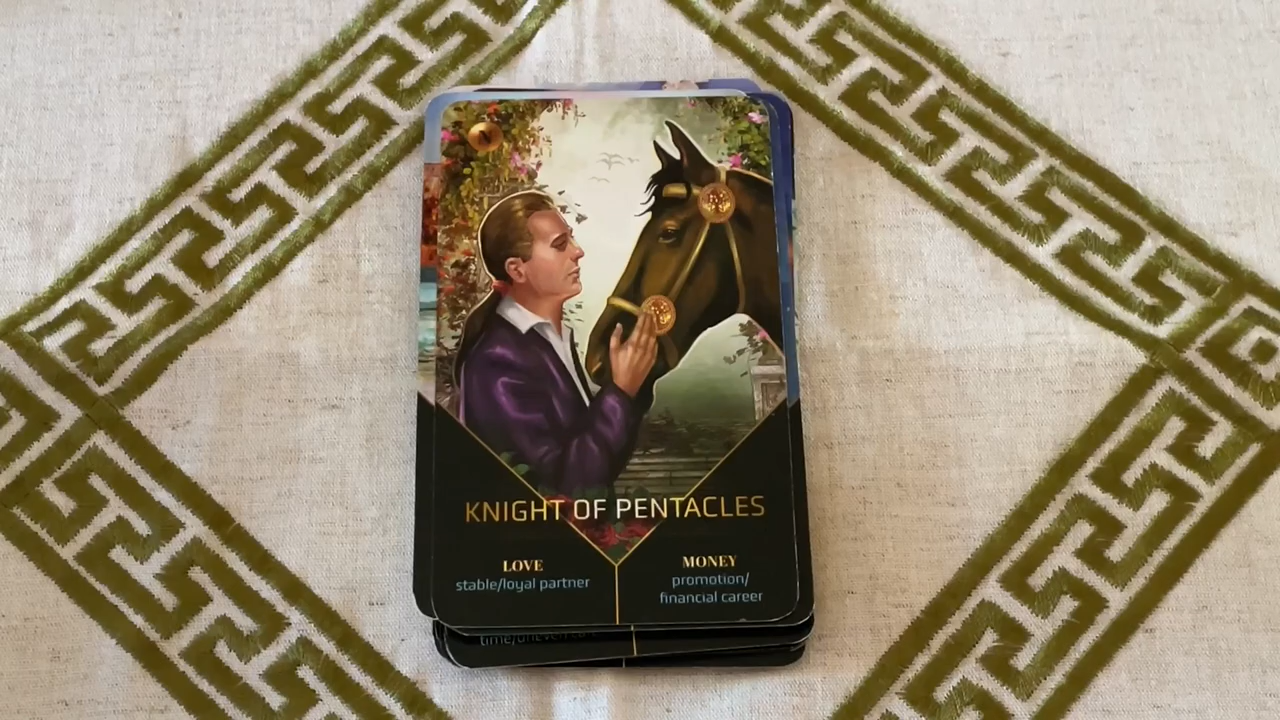 KNIGHT OF PENTACLES
LOVE
stable/loyal partner
MONEY
promotion/
financial career